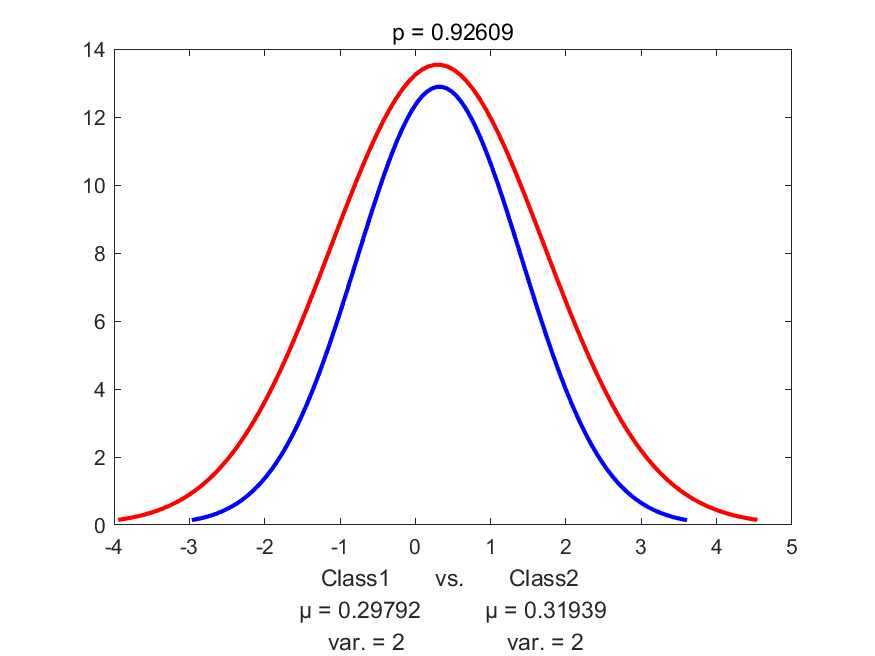 p = 0.92609
14
12
10
8
6
4
2
0
-4 -3 -2 -1 0 1 2 3 4 5
Class1 vs. Class2
μ = 0.29792 μ = 0.31939
var. = 2 var. = 2